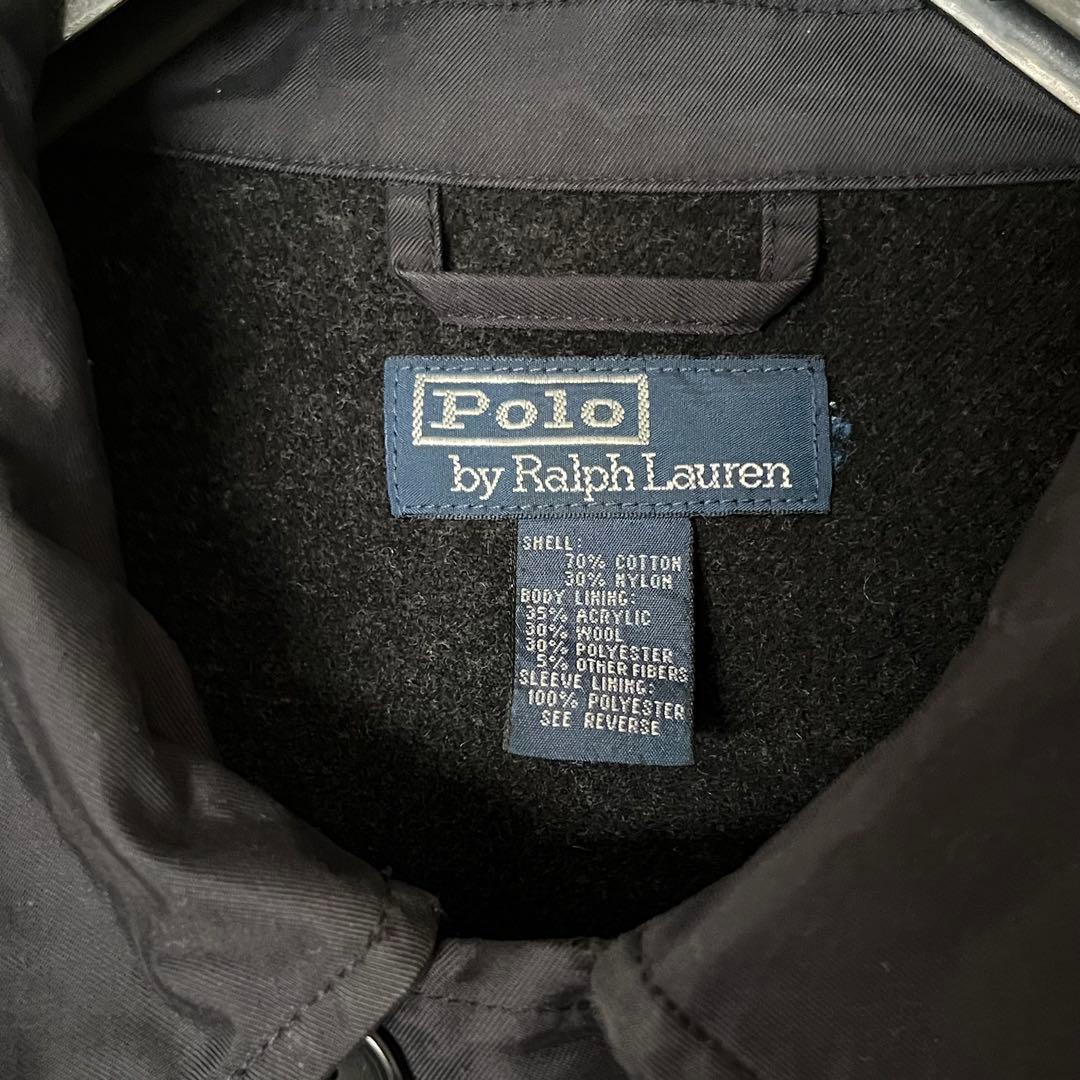 Polo
by Ralph Lauren
SHELL:
70% COTTON
30% NYLON
BODY LINING:
35% ACRYLIC
30% WOOL
30% POLYESTER
5% OTHER FIBERS
SLEEVE LINING:
100% POLYESTER
SEE REVERSE